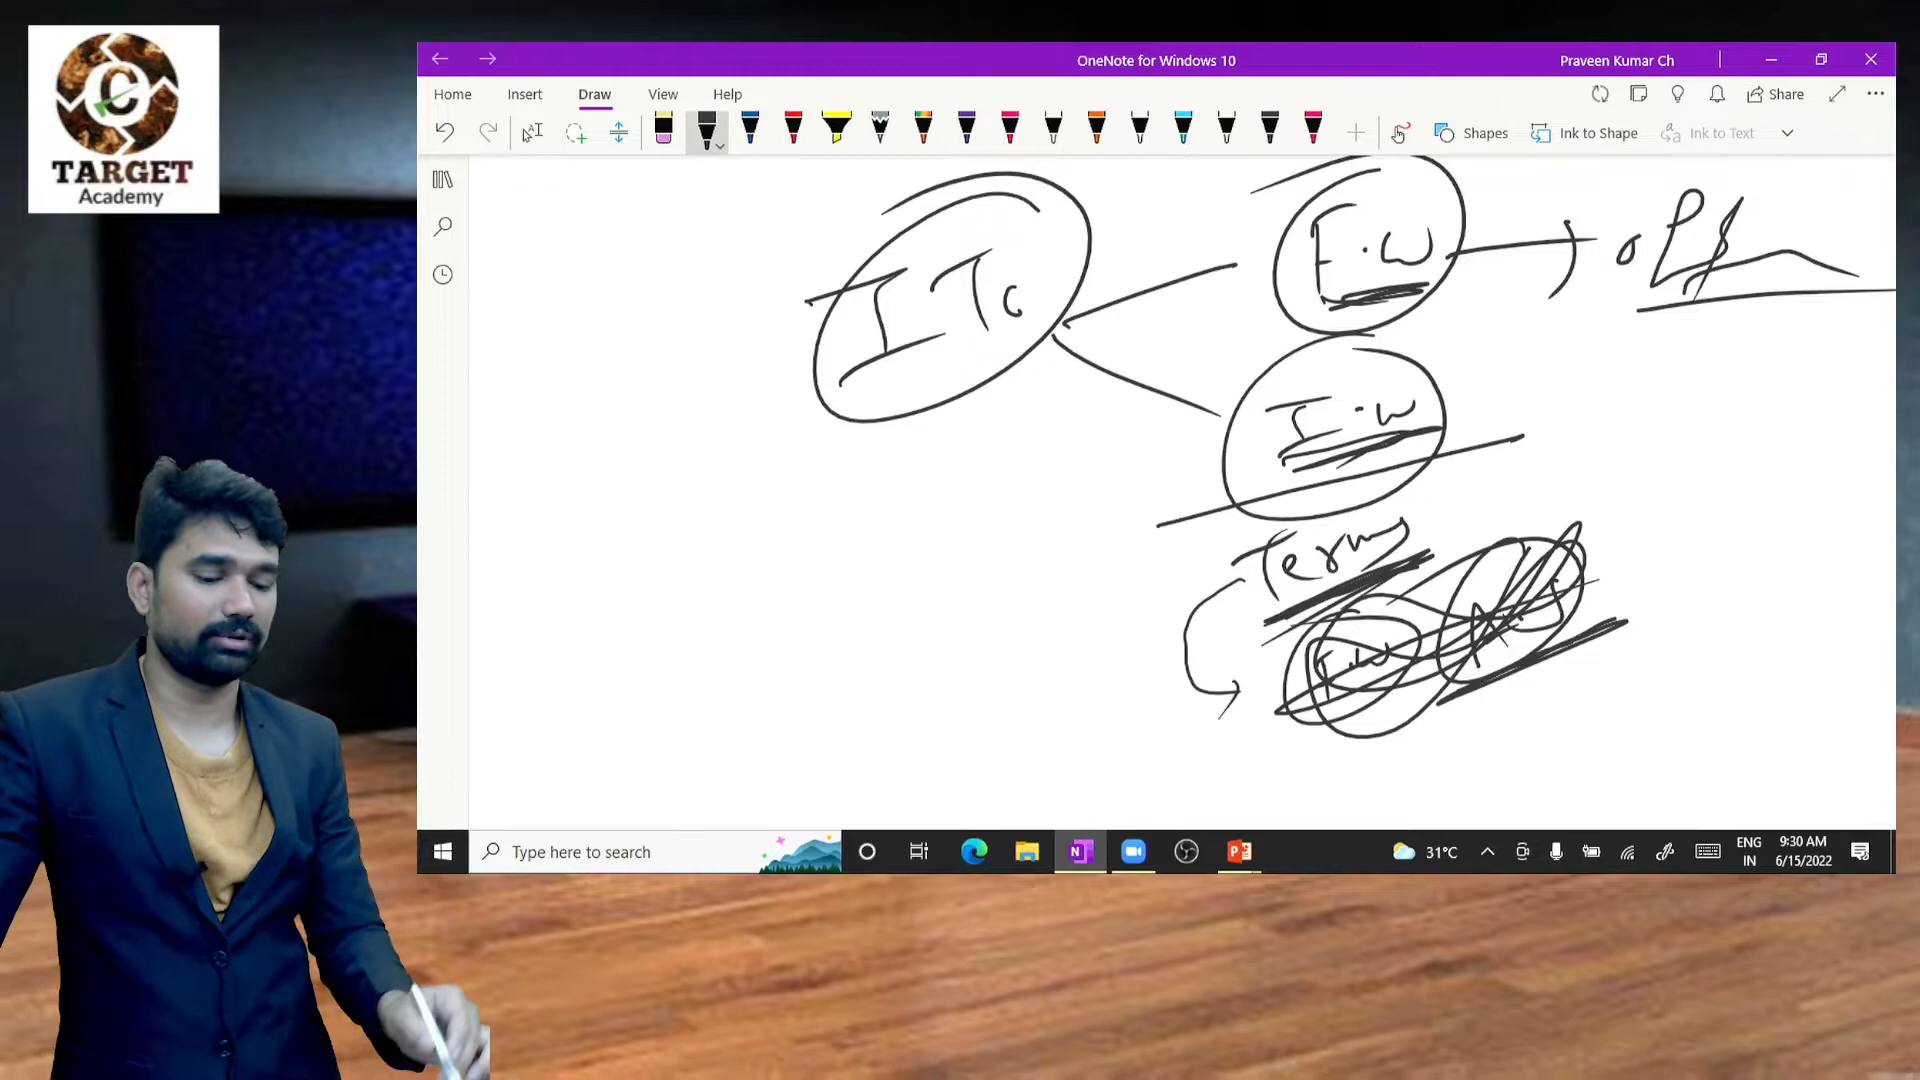 C
TARGET
Academy
OneNote for Windows 10
Praveen Kumar Ch
Home Insert Draw View Help
Share
Shapes Ink to Shape Ink to Text
ITC
E.W
I.W
Terms
I.W
Type here to search
31°C
ENG
IN
9:30 AM
6/15/2022